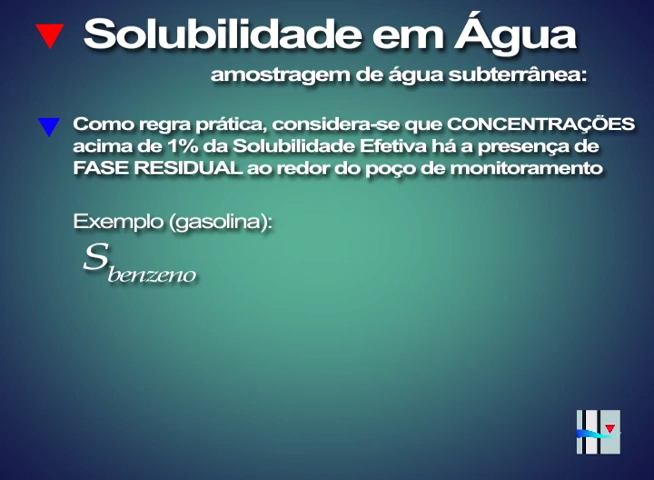 Solubilidade em Água
amostragem de água subterrânea:
Como regra prática, considera-se que CONCENTRAÇÕES
acima de 1% da Solubilidade Efetiva há a presença de
FASE RESIDUAL ao redor do poço de monitoramento
Exemplo (gasolina):
S benzeno